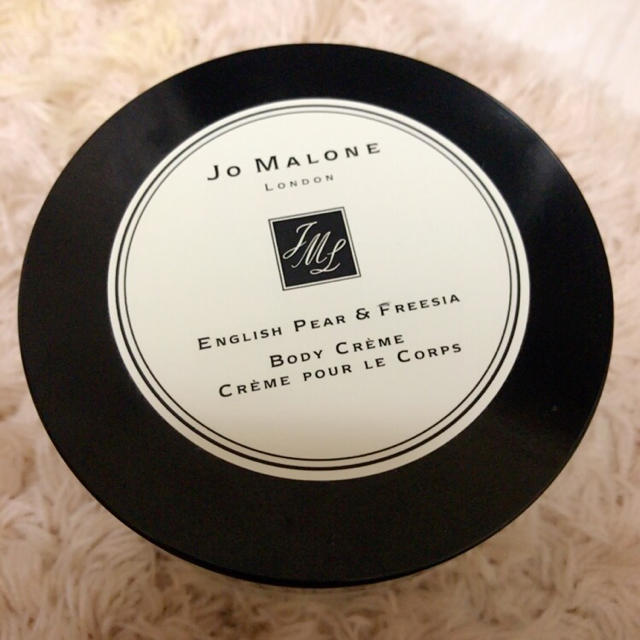 Jo Malone
London
JML
English Pear & Freesia
Body Crème
Crème pour le Corps